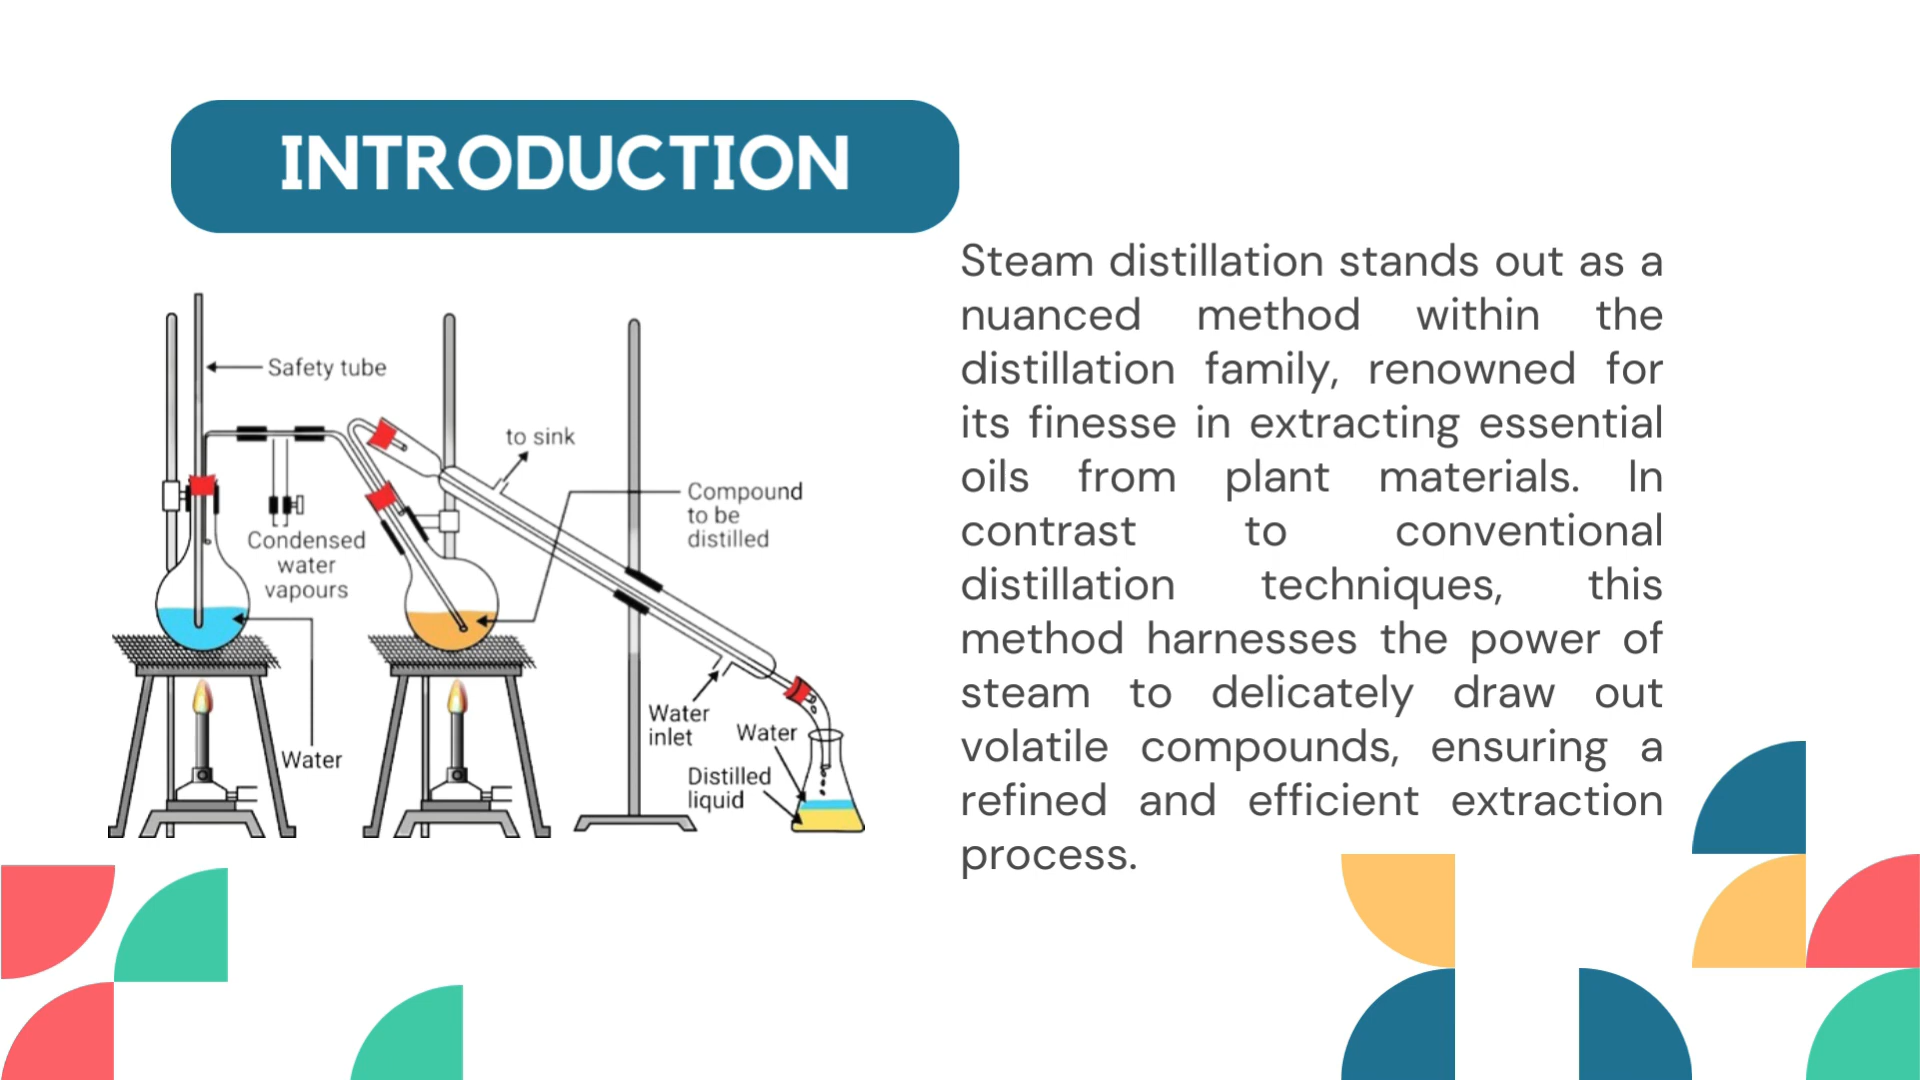 INTRODUCTION
Safety tube
to sink
Compound
to be
distilled
Condensed
water
vapours
Water
inlet
Water
Water
Distilled
liquid
Steam distillation stands out as a
nuanced method within the
distillation family, renowned for
its finesse in extracting essential
oils from plant materials. In
contrast to conventional
distillation techniques, this
method harnesses the power of
steam to delicately draw out
volatile compounds, ensuring a
refined and efficient extraction
process.